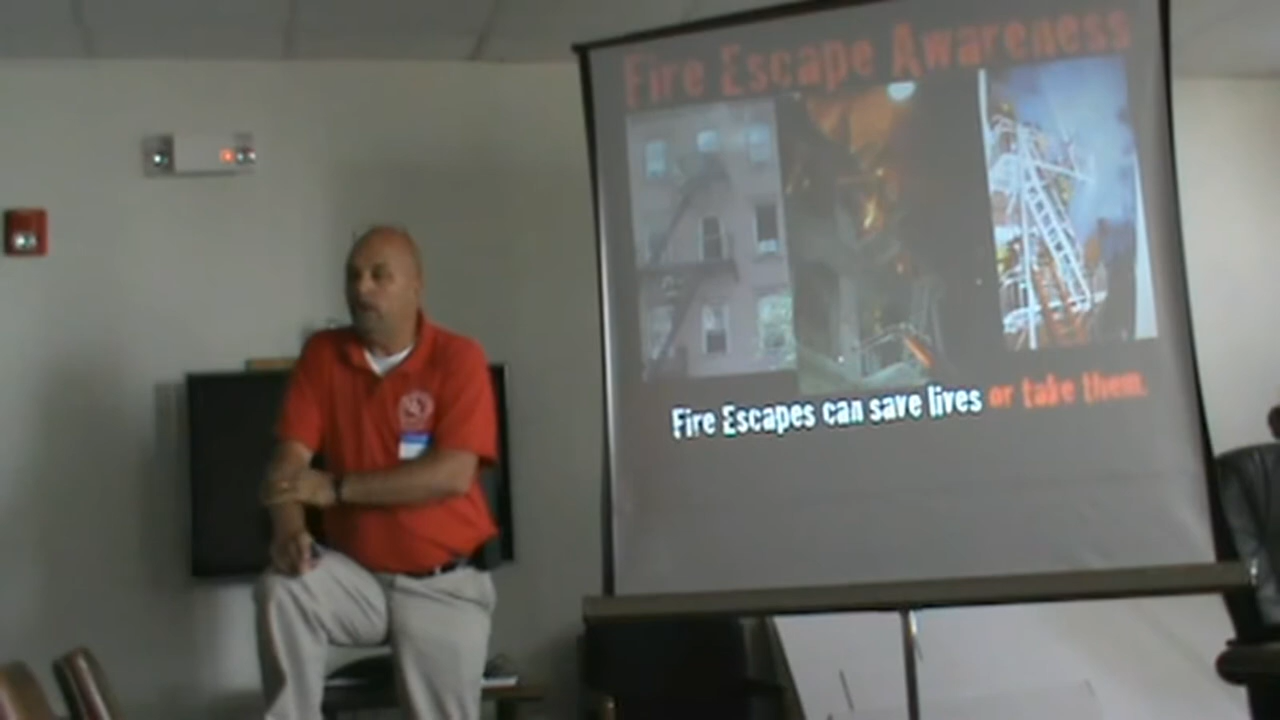 Fire Escape Awareness
Fire Escapes can save lives or take them.